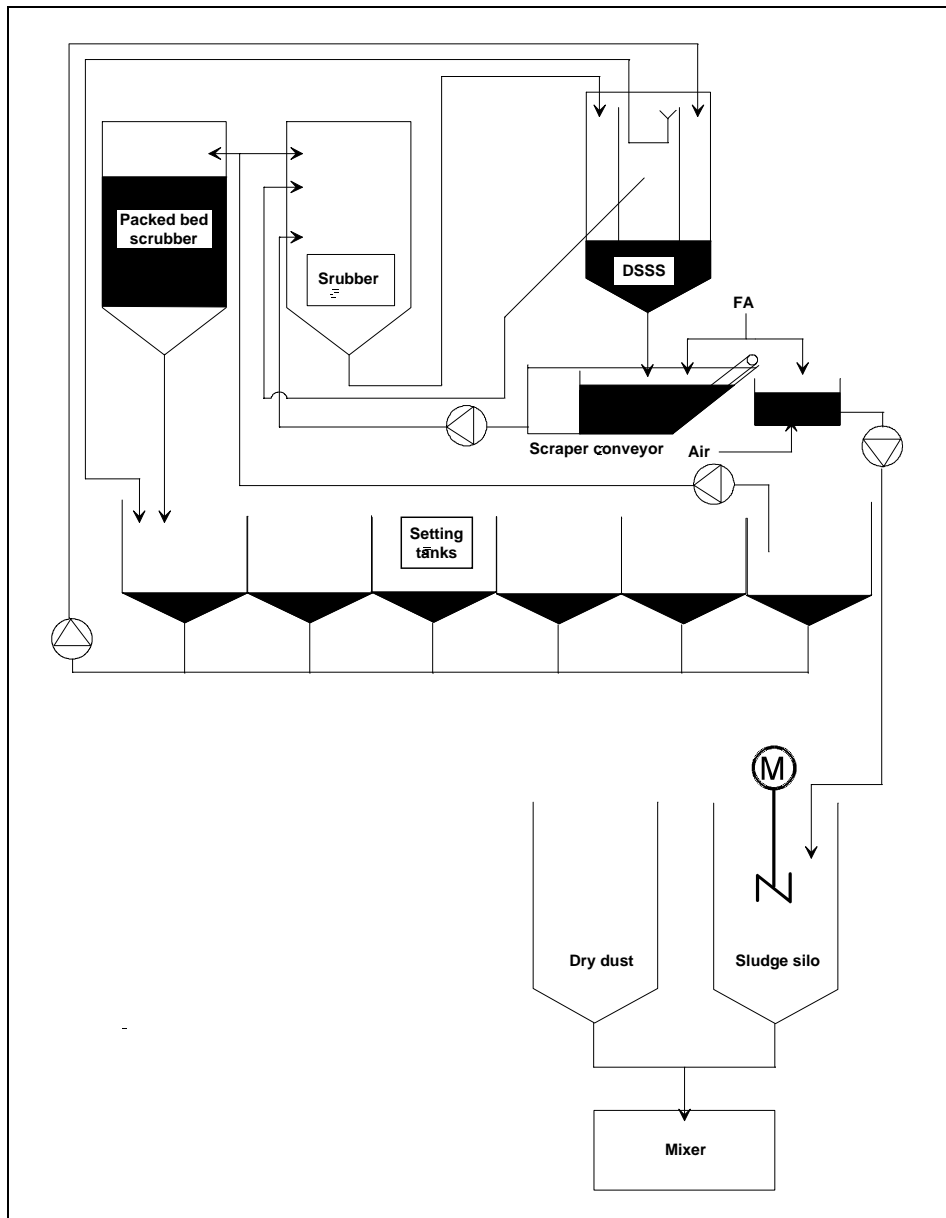 Packed bed
scrubber
Srubber
DSSS
FA
Scraper conveyor
Air
Setting
tanks
M
Dry dust
Sludge silo
Mixer